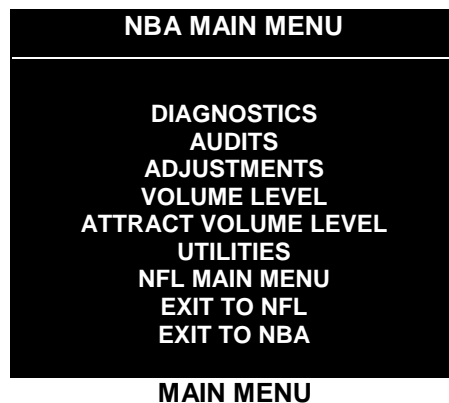 NBA MAIN MENU
DIAGNOSTICS
AUDITS
ADJUSTMENTS
VOLUME LEVEL
ATTRACT VOLUME LEVEL
UTILITIES
NFL MAIN MENU
EXIT TO NFL
EXIT TO NBA
MAIN MENU